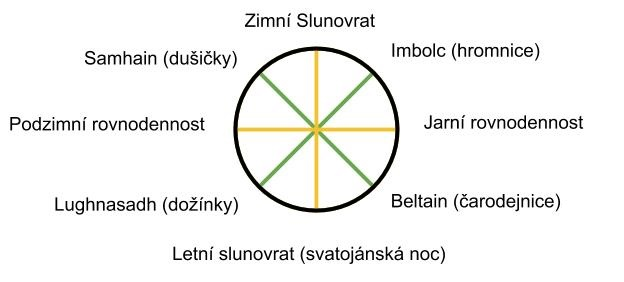 Zimní Slunovrat
Samhain (dušičky)
Imbolc (hromnice)
Podzimní rovnodennost
Jarní rovnodennost
Lughnasadh (dožínky)
Beltain (čarodejnice)
Letní slunovrat (svatojánská noc)